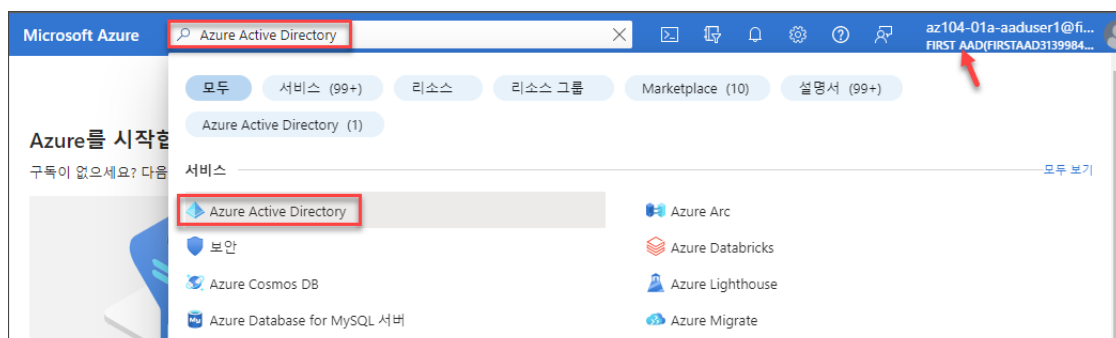 Microsoft Azure
Azure Active Directory
az104-01a-aaduser1@fi...
FIRST AAD(FIRSTAAD3139984...
모두
서비스 (99+)
리소스
리소스 그룹
Marketplace (10)
설명서 (99+)
Azure Active Directory (1)
Azure를 시작합
구독이 없으세요? 다음
서비스
모두 보기
Azure Active Directory
Azure Arc
보안
Azure Databricks
Azure Cosmos DB
Azure Lighthouse
My
Azure Database for MySQL 서버
Azure Migrate